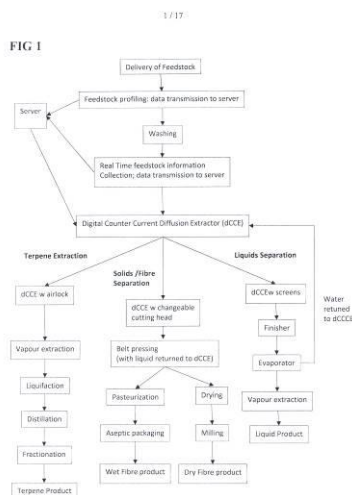 1 / 17
FIG 1
Delivery of Feedstock
Feedstock profiling: data transmission to server
Server
Washing
Real Time feedstock information
Collection; data transmission to server
Digital Counter Current Diffusion Extractor (dCCE)
Terpene Extraction
Solids /Fibre
Separation
Liquids Separation
dCCE w airlock
dCCE w changeable
cutting head
dCCEw screens
Water
retuned
to dCCCE
Finisher
Vapour extraction
Belt pressing
(with liquid returned to dCCE)
Evaporator
Liquifaction
Pasteurization
Drying
Vapour extraction
Distillation
Aseptic packaging
Milling
Liquid Product
Fractionation
Wet Fibre product
Dry Fibre product
Terpene Product